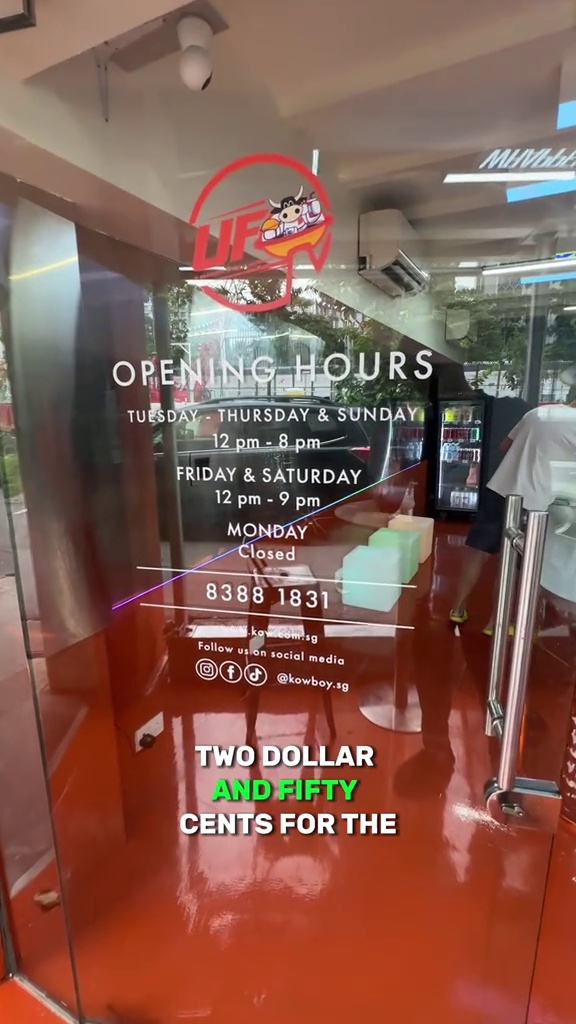 UF
OPENING HOURS
TUESDAY - THURSDAY & SUNDAY
12 pm - 8 pm
FRIDAY & SATURDAY
12 pm - 9 pm
MONDAY
Closed
8388 1831
Follow us on social media
@kowboy.sg
TWO DOLLAR
AND FIFTY
CENTS FOR THE